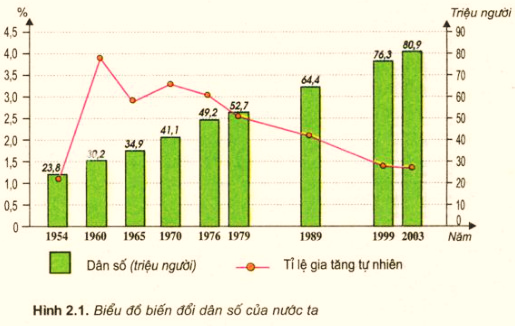 % Triệu người
4,5 90
4,0 80
3,5 70
3,0 60
2,5 50
2,0 40
1,5 30
1,0 20
0,5 10
0 0
23,8 30,2 34,9 41,1 49,2 52,7 64,4 76,3 80,9
1954 1960 1965 1970 1976 1979 1989 1999 2003 Năm
Dân số (triệu người) Tỉ lệ gia tăng tự nhiên
Hình 2.1. Biểu đồ biến đổi dân số của nước ta